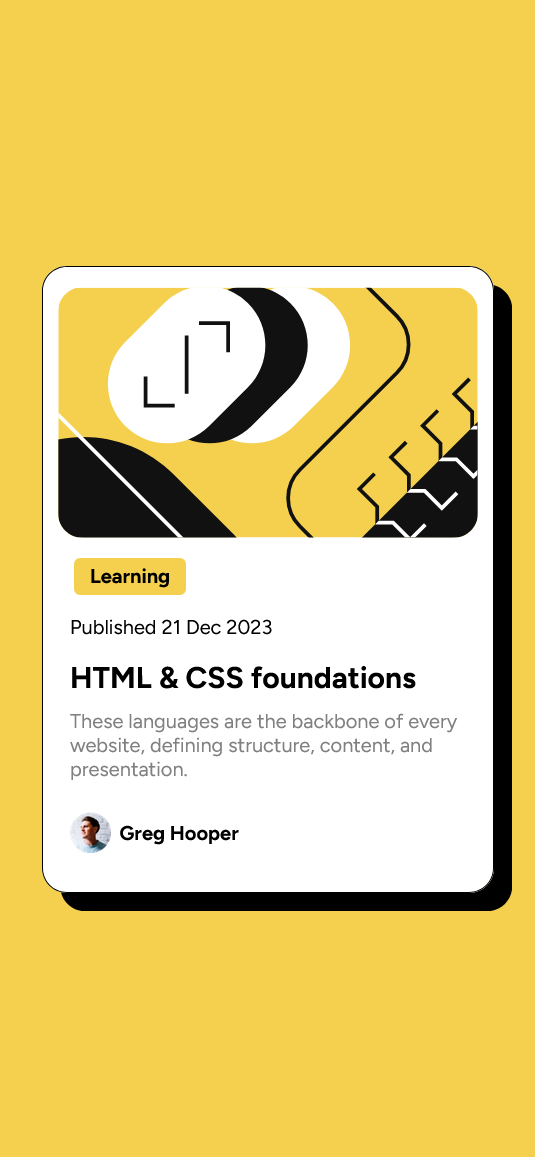 Learning
Published 21 Dec 2023
HTML & CSS foundations
These languages are the backbone of every
website, defining structure, content, and
presentation.
Greg Hooper